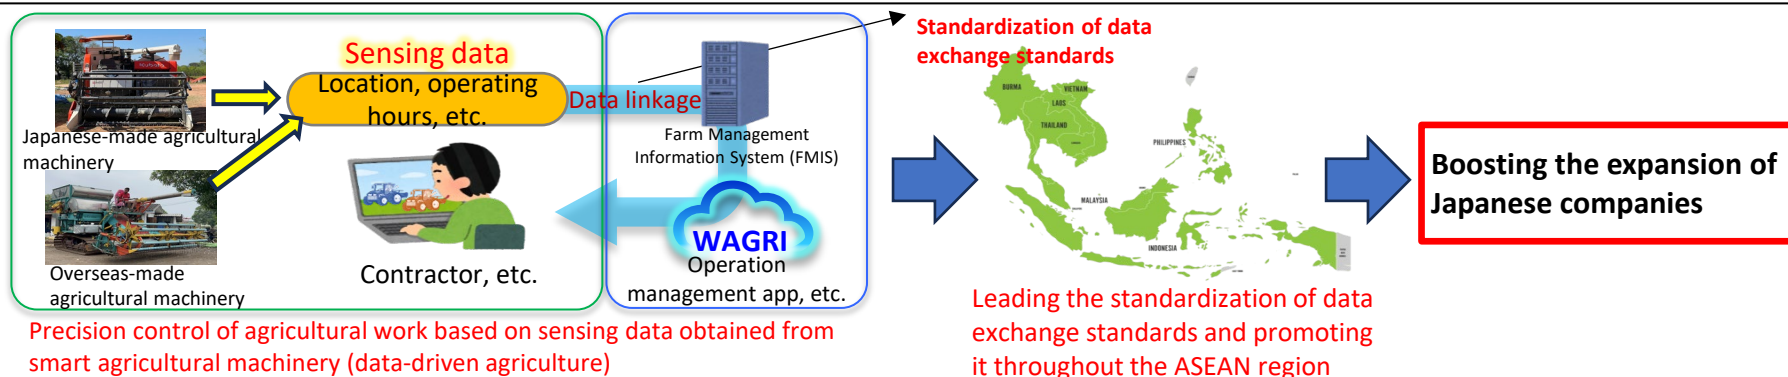 Sensing data
Location, operating
hours, etc.
Japanese-made agricultural
machinery
Overseas-made
agricultural machinery
Contractor, etc.
Data linkage
Farm Management
Information System (FMIS)
WAGRI
Operation
management app, etc.
Precision control of agricultural work based on sensing data obtained from
smart agricultural machinery (data-driven agriculture)
Standardization of data
exchange standards
BURMA
VIETNAM
LAOS
THAILAND
PHILIPPINES
MALAYSIA
INDONESIA
Leading the standardization of data
exchange standards and promoting
it throughout the ASEAN region
Boosting the expansion of
Japanese companies